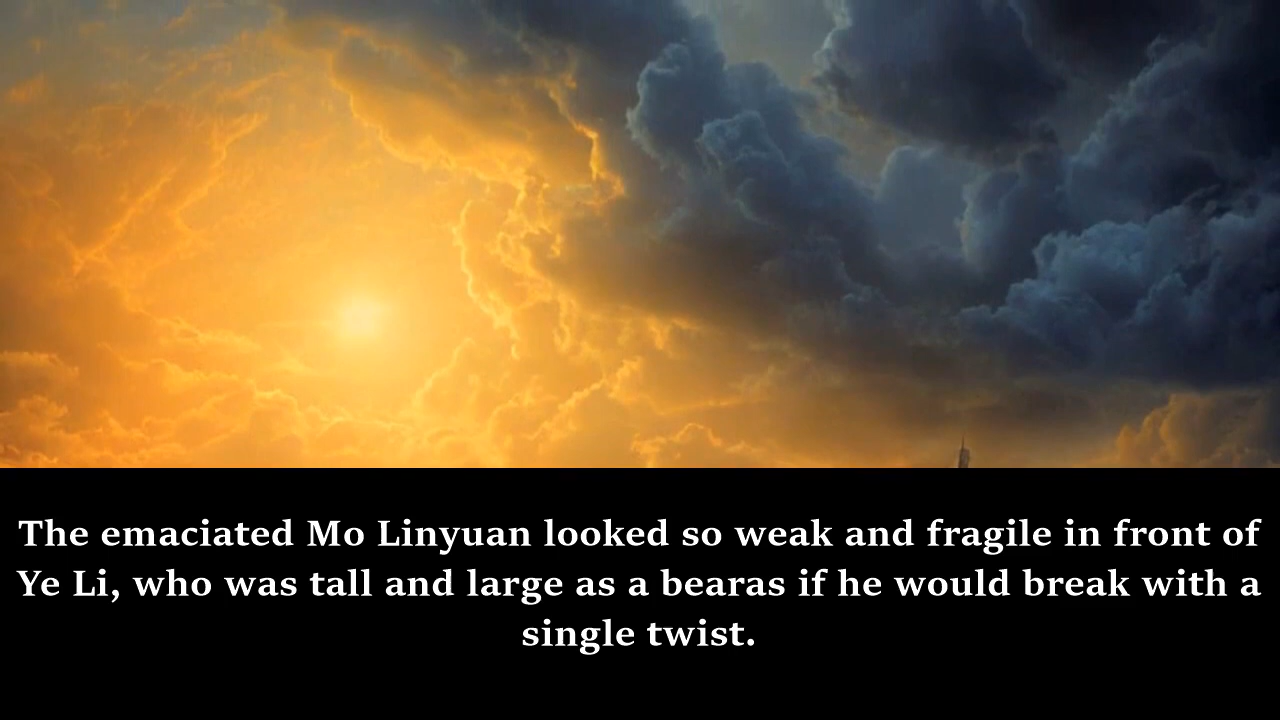 The emaciated Mo Linyuan looked so weak and fragile in front of
Ye Li, who was tall and large as a bearas if he would break with a
single twist.